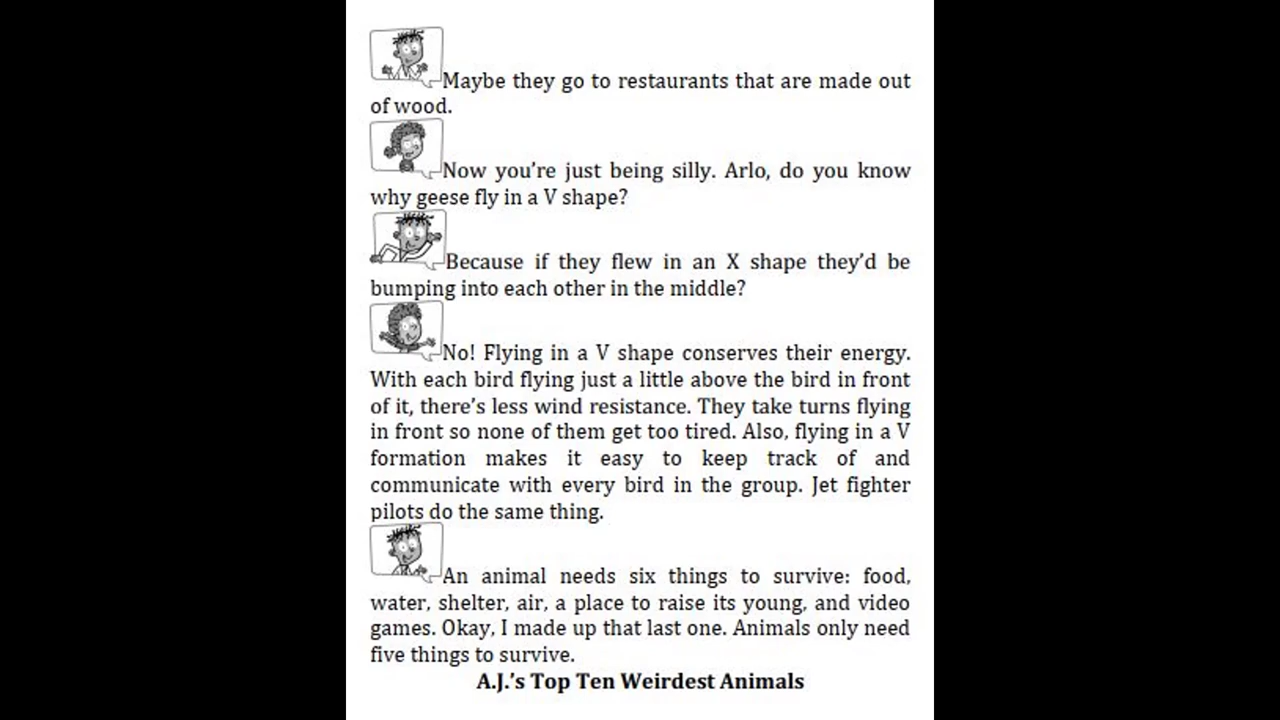 Maybe they go to restaurants that are made out
of wood.
Now you’re just being silly. Arlo, do you know
why geese fly in a V shape?
Because if they flew in an X shape they’d be
bumping into each other in the middle?
No! Flying in a V shape conserves their energy.
With each bird flying just a little above the bird in front
of it, there’s less wind resistance. They take turns flying
in front so none of them get too tired. Also, flying in a V
formation makes it easy to keep track of and
communicate with every bird in the group. Jet fighter
pilots do the same thing.
An animal needs six things to survive: food,
water, shelter, air, a place to raise its young, and video
games. Okay, I made up that last one. Animals only need
five things to survive.
A.J.’s Top Ten Weirdest Animals